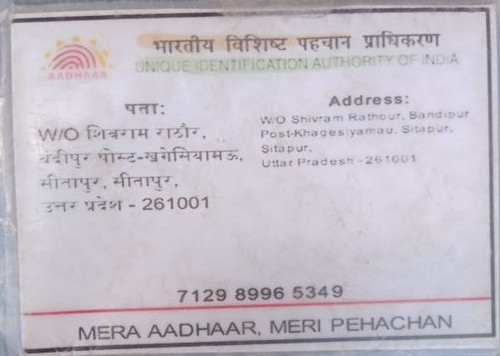 भारतीय विशिष्ट पहचान प्राधिकरण
AADHAAR
UNIQUE IDENTIFICATION AUTHORITY OF INDIA
पता:
W/O शिवराम राठौर,
बंदीपुर पोस्ट-खगेसियामऊ,
सीतापुर, सीतापुर,
उत्तर प्रदेश - 261001
Address:
W/O Shivram Rathour, Bandipur
Post-Khagesiyamau, Sitapur,
Sitapur,
Uttar Pradesh - 261001
7129 8996 5349
MERA AADHAAR, MERI PEHACHAN